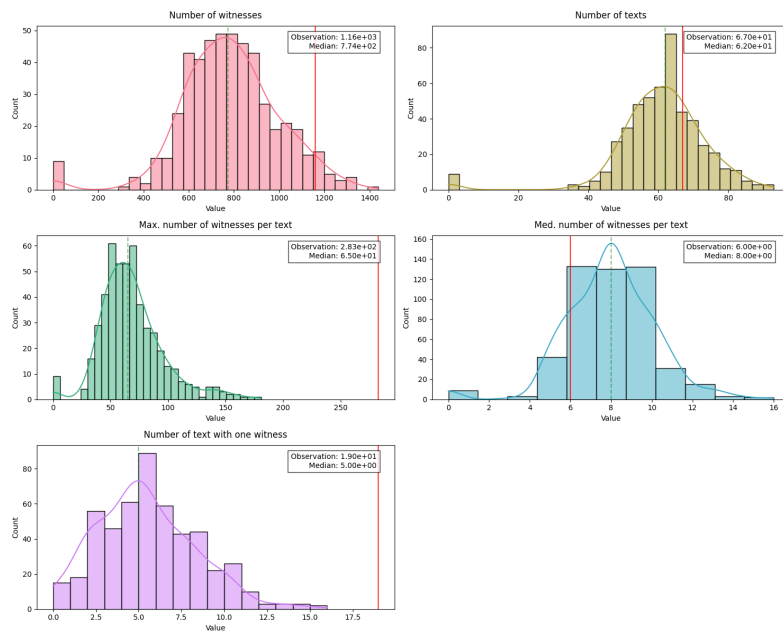 Number of witnesses
Observation: 1.16e+03
Median: 7.74e+02
50
40
30
20
10
0
Count
0 200 400 600 800 1000 1200 1400
Value
Number of texts
Observation: 6.70e+01
Median: 6.20e+01
80
60
40
20
0
Count
0 20 40 60 80
Value
Max. number of witnesses per text
Observation: 2.83e+02
Median: 6.50e+01
60
50
40
30
20
10
0
Count
0 50 100 150 200 250
Value
Med. number of witnesses per text
Observation: 6.00e+00
Median: 8.00e+00
160
140
120
100
80
60
40
20
0
Count
0 2 4 6 8 10 12 14 16
Value
Number of text with one witness
Observation: 1.90e+01
Median: 5.00e+00
80
60
40
20
0
Count
0.0 2.5 5.0 7.5 10.0 12.5 15.0 17.5
Value